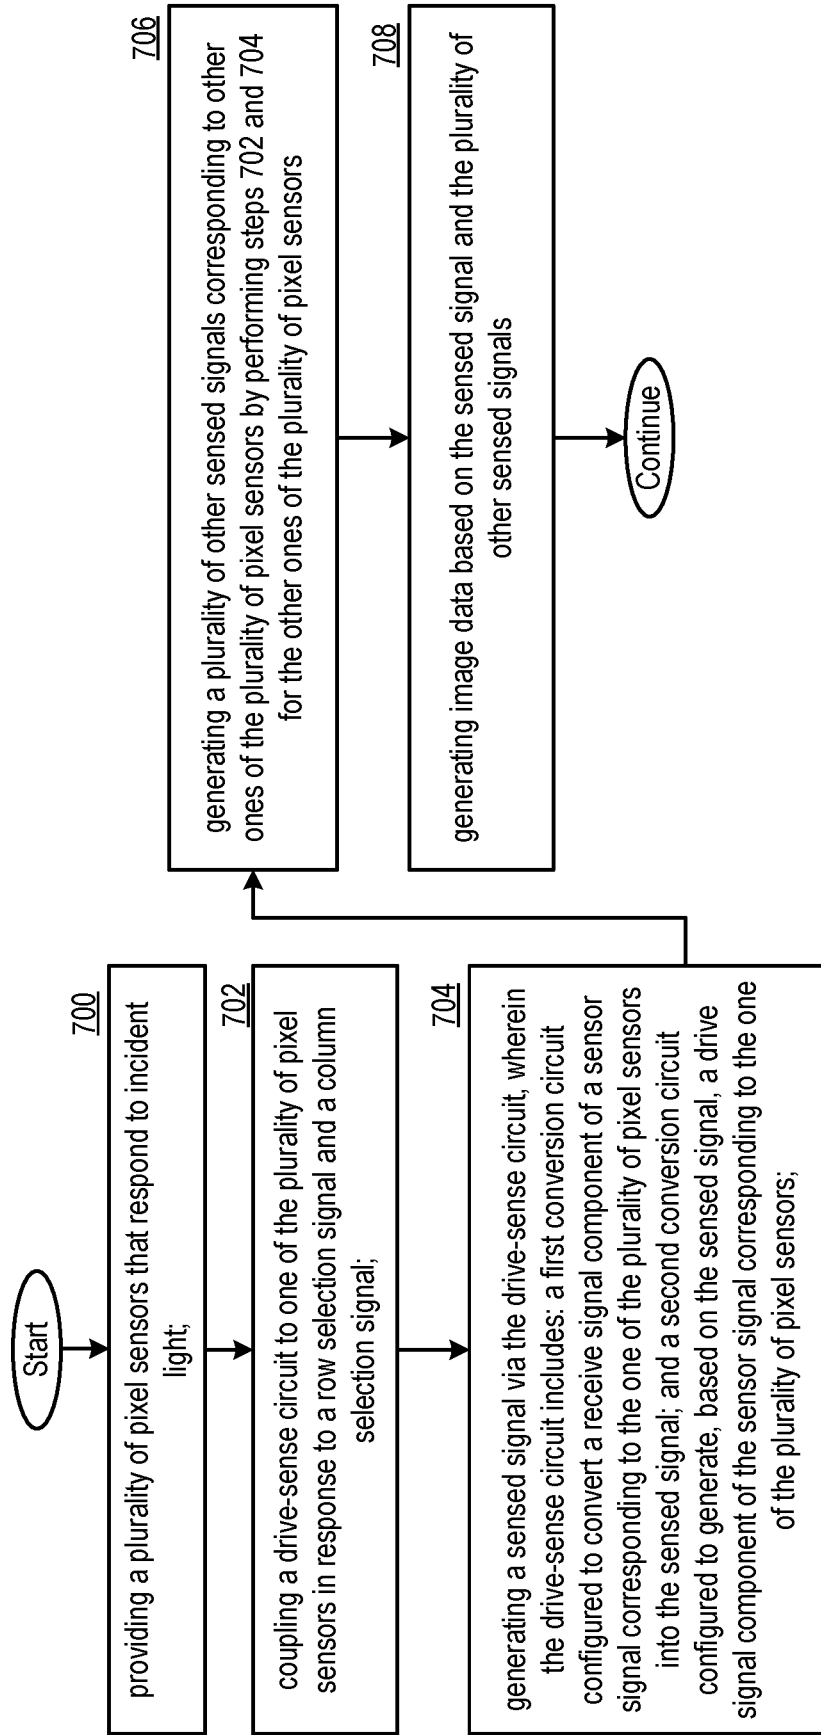 Start
700
providing a plurality of pixel sensors that respond to incident
light;
702
coupling a drive-sense circuit to one of the plurality of pixel
sensors in response to a row selection signal and a column
selection signal;
704
generating a sensed signal via the drive-sense circuit, wherein
the drive-sense circuit includes: a first conversion circuit
configured to convert a receive signal component of a sensor
signal corresponding to the one of the plurality of pixel sensors
into the sensed signal; and a second conversion circuit
configured to generate, based on the sensed signal, a drive
signal component of the sensor signal corresponding to the one
of the plurality of pixel sensors;
706
generating a plurality of other sensed signals corresponding to other
ones of the plurality of pixel sensors by performing steps 702 and 704
for the other ones of the plurality of pixel sensors
708
generating image data based on the sensed signal and the plurality of
other sensed signals
Continue